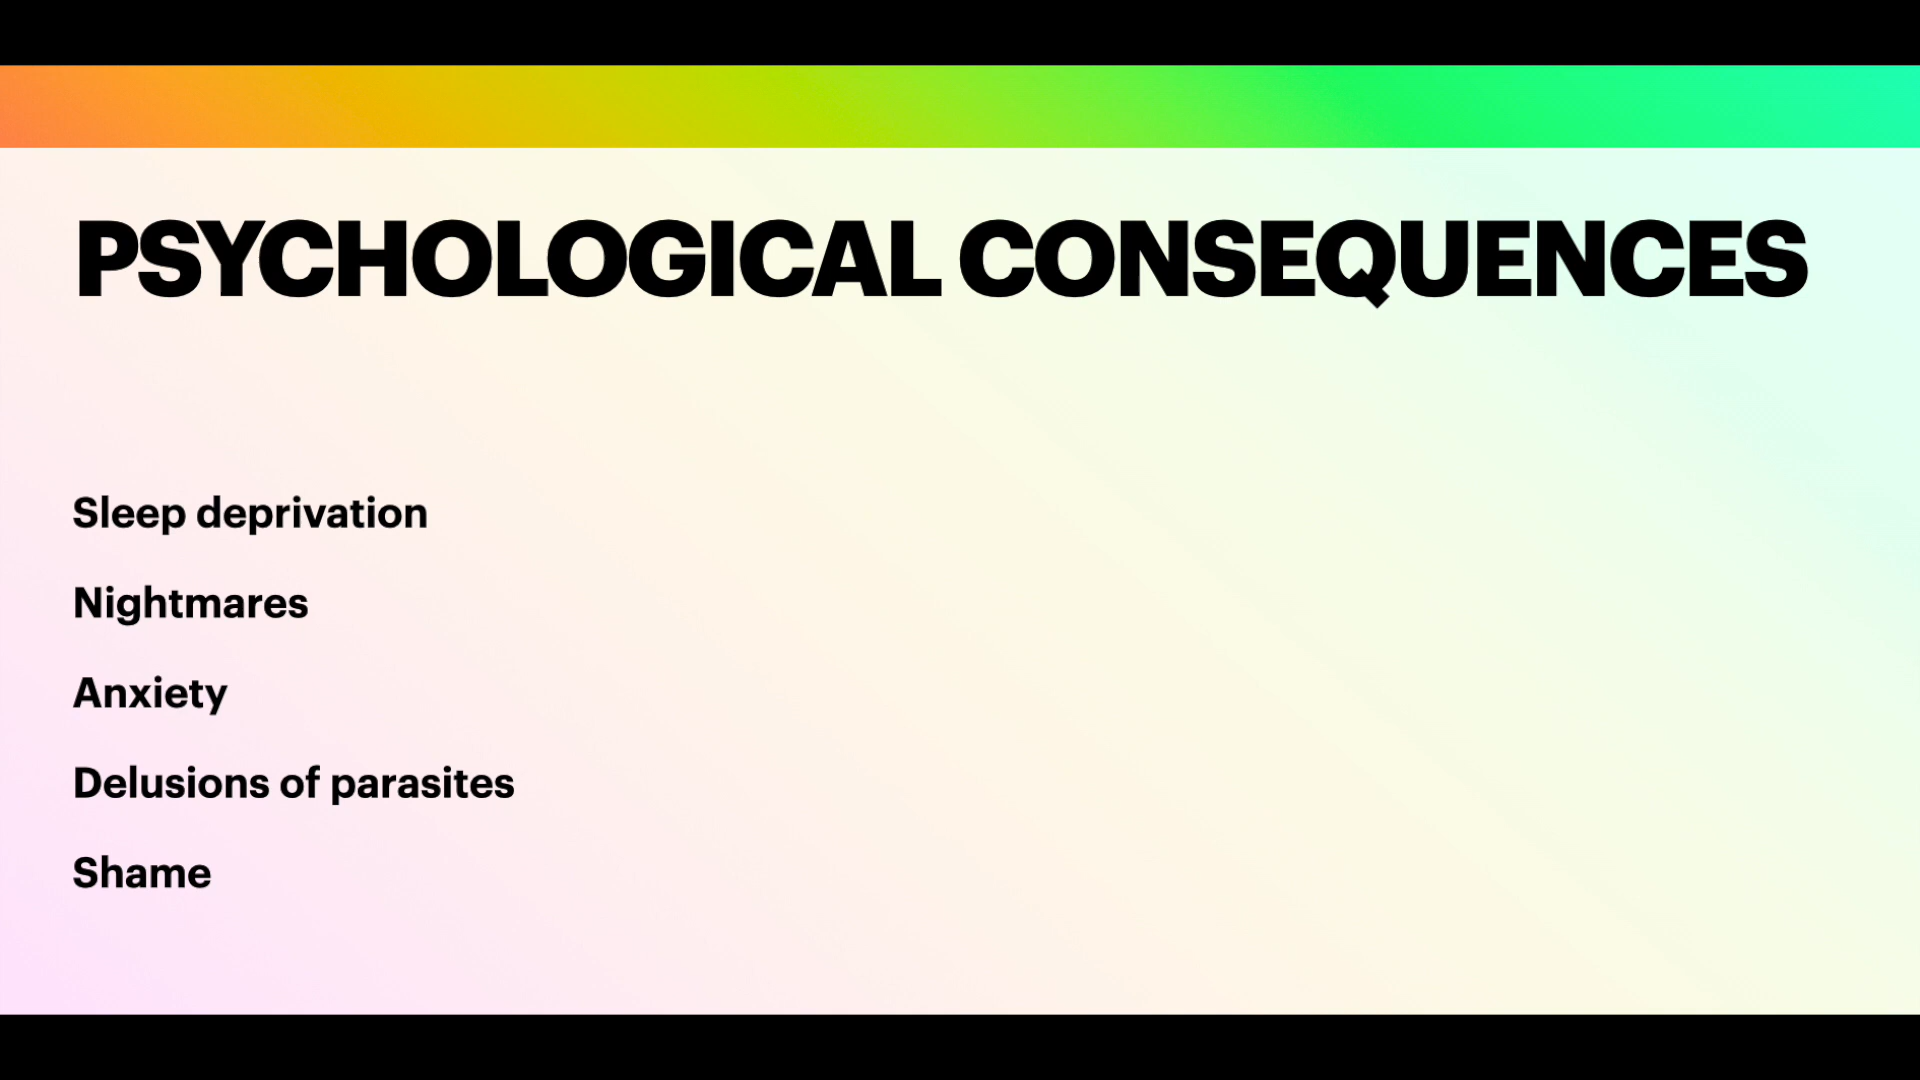 PSYCHOLOGICAL CONSEQUENCES
Sleep deprivation
Nightmares
Anxiety
Delusions of parasites
Shame